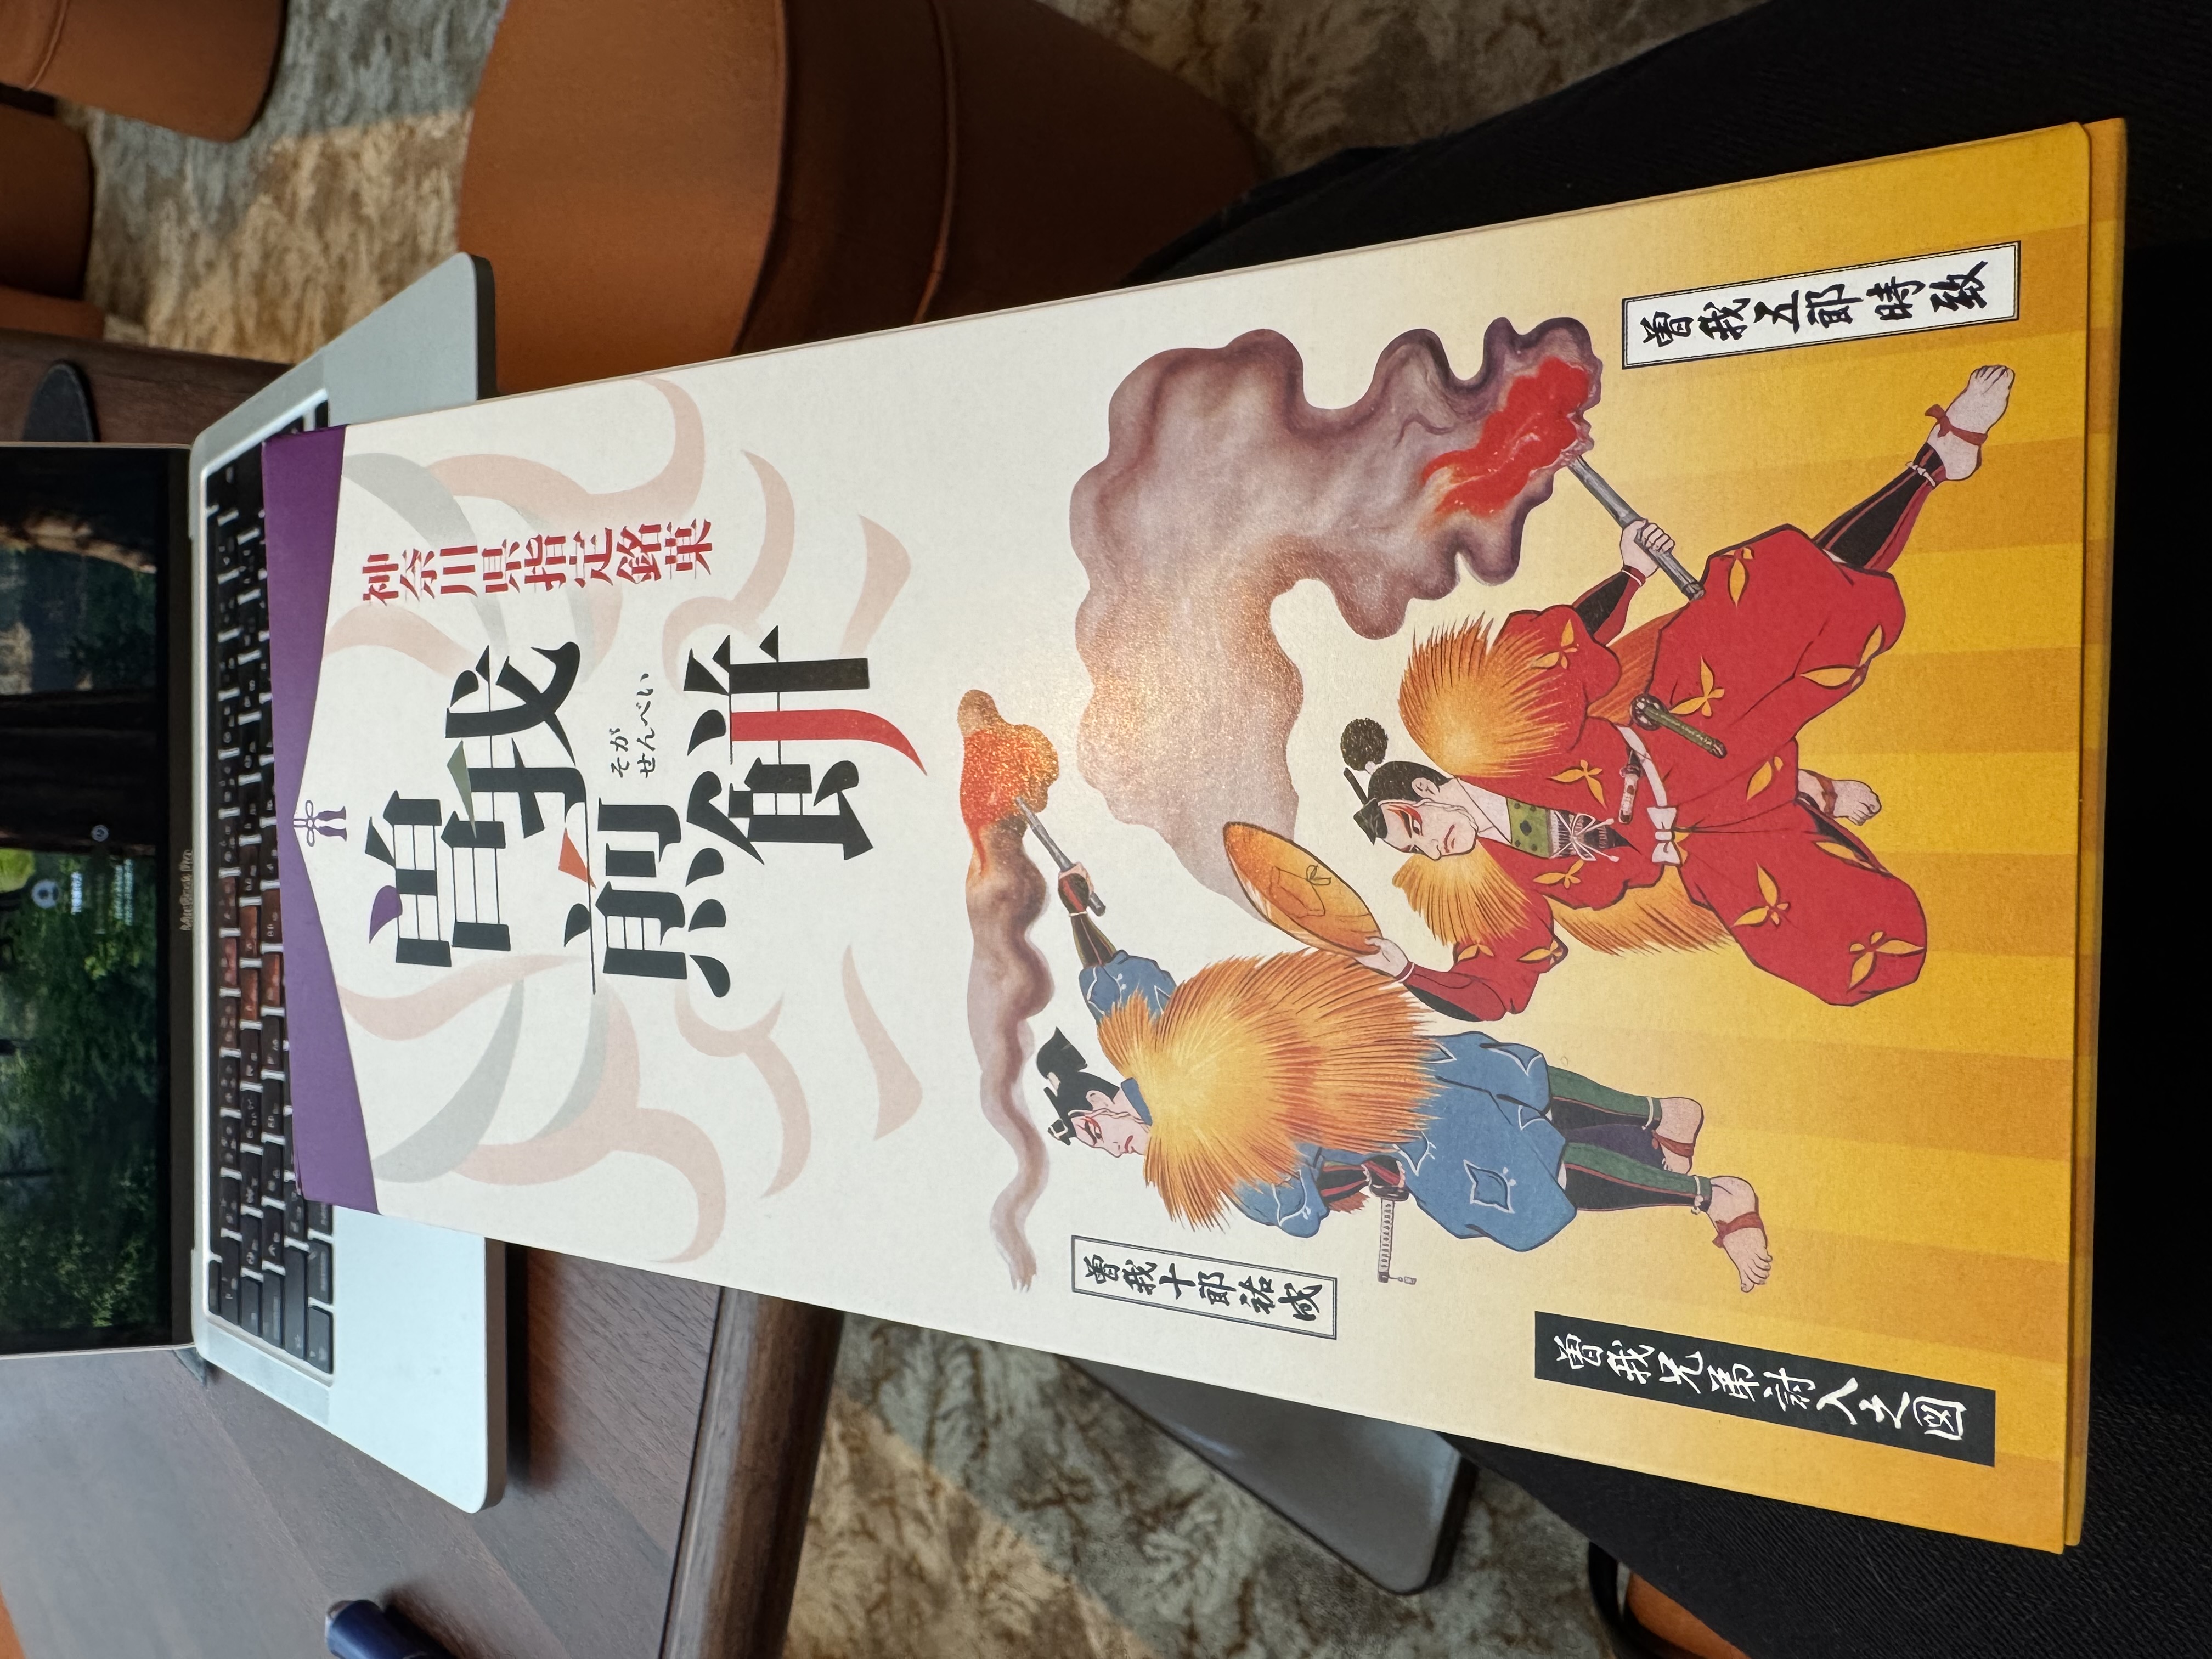 神奈川県指定銘菓
曽我
煎餅
そが
せんべい
曽我五郎時致
曽我十郎祐成
曽我兄弟討入之図
MacBook Pro